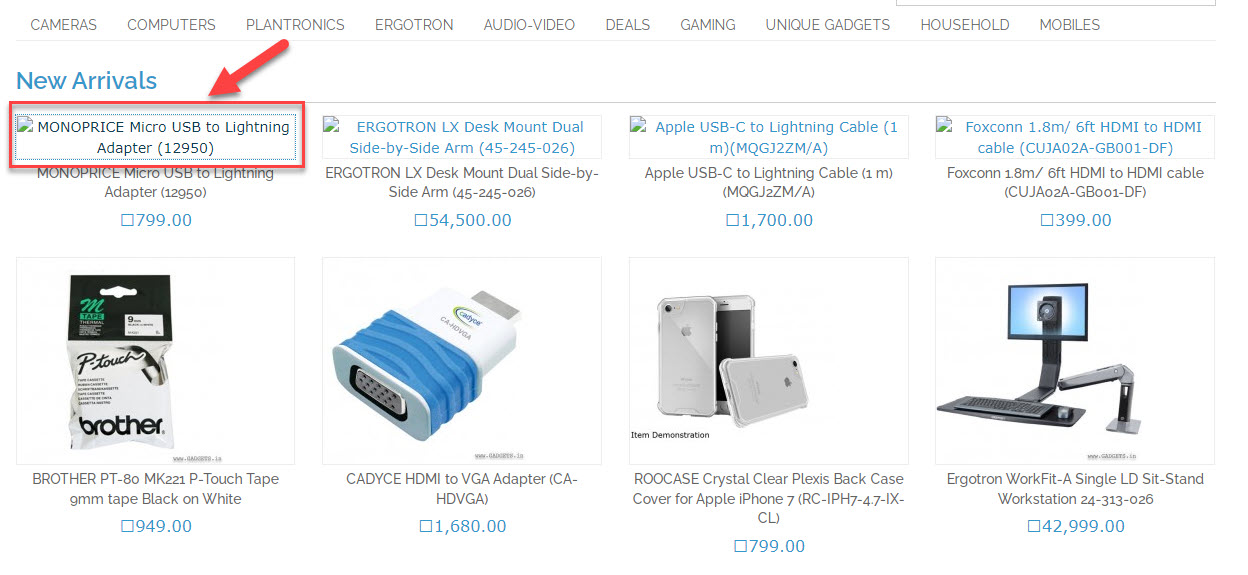 CAMERAS COMPUTERS PLANTRONICS ERGOTRON AUDIO-VIDEO DEALS GAMING UNIQUE GADGETS HOUSEHOLD MOBILES
New Arrivals
MONOPRICE Micro USB to Lightning
Adapter (12950)
MONOPRICE Micro USB to Lightning
Adapter (12950)
□799.00
ERGOTRON LX Desk Mount Dual
Side-by-Side Arm (45-245-026)
ERGOTRON LX Desk Mount Dual Side-by-
Side Arm (45-245-026)
□54,500.00
Apple USB-C to Lightning Cable (1
m)(MQGJ2ZM/A)
Apple USB-C to Lightning Cable (1 m)
(MQGJ2ZM/A)
□1,700.00
Foxconn 1.8m/ 6ft HDMI to HDMI
cable (CUJA02A-GB001-DF)
Foxconn 1.8m/ 6ft HDMI to HDMI cable
(CUJA02A-GB001-DF)
□399.00
M
TAPE
THERMAL
9mm
P-touch
TAPE CASSETTE
brother
www.GADGETS.in
BROTHER PT-80 MK221 P-Touch Tape
9mm tape Black on White
□949.00
cadyce
CA-HDVGA
www.GADGETS.in
CADYCE HDMI to VGA Adapter (CA-
HDVGA)
□1,680.00
iPhone
Item Demonstration
ROOCASE Crystal Clear Plexis Back Case
Cover for Apple iPhone 7 (RC-IPH7-4.7-IX-
CL)
□799.00
www.GADGETS.in
Ergotron WorkFit-A Single LD Sit-Stand
Workstation 24-313-026
□42,999.00